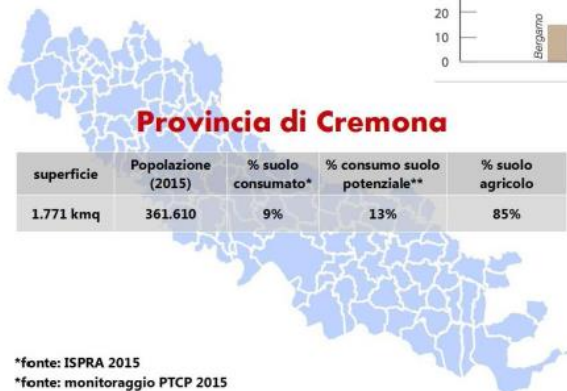 20
10
0
Bergamo
Provincia di Cremona
superficie
Popolazione
(2015)
% suolo
consumato*
% consumo suolo
potenziale**
% suolo
agricolo
1.771 kmq
361.610
9%
13%
85%
*fonte: ISPRA 2015
*fonte: monitoraggio PTCP 2015